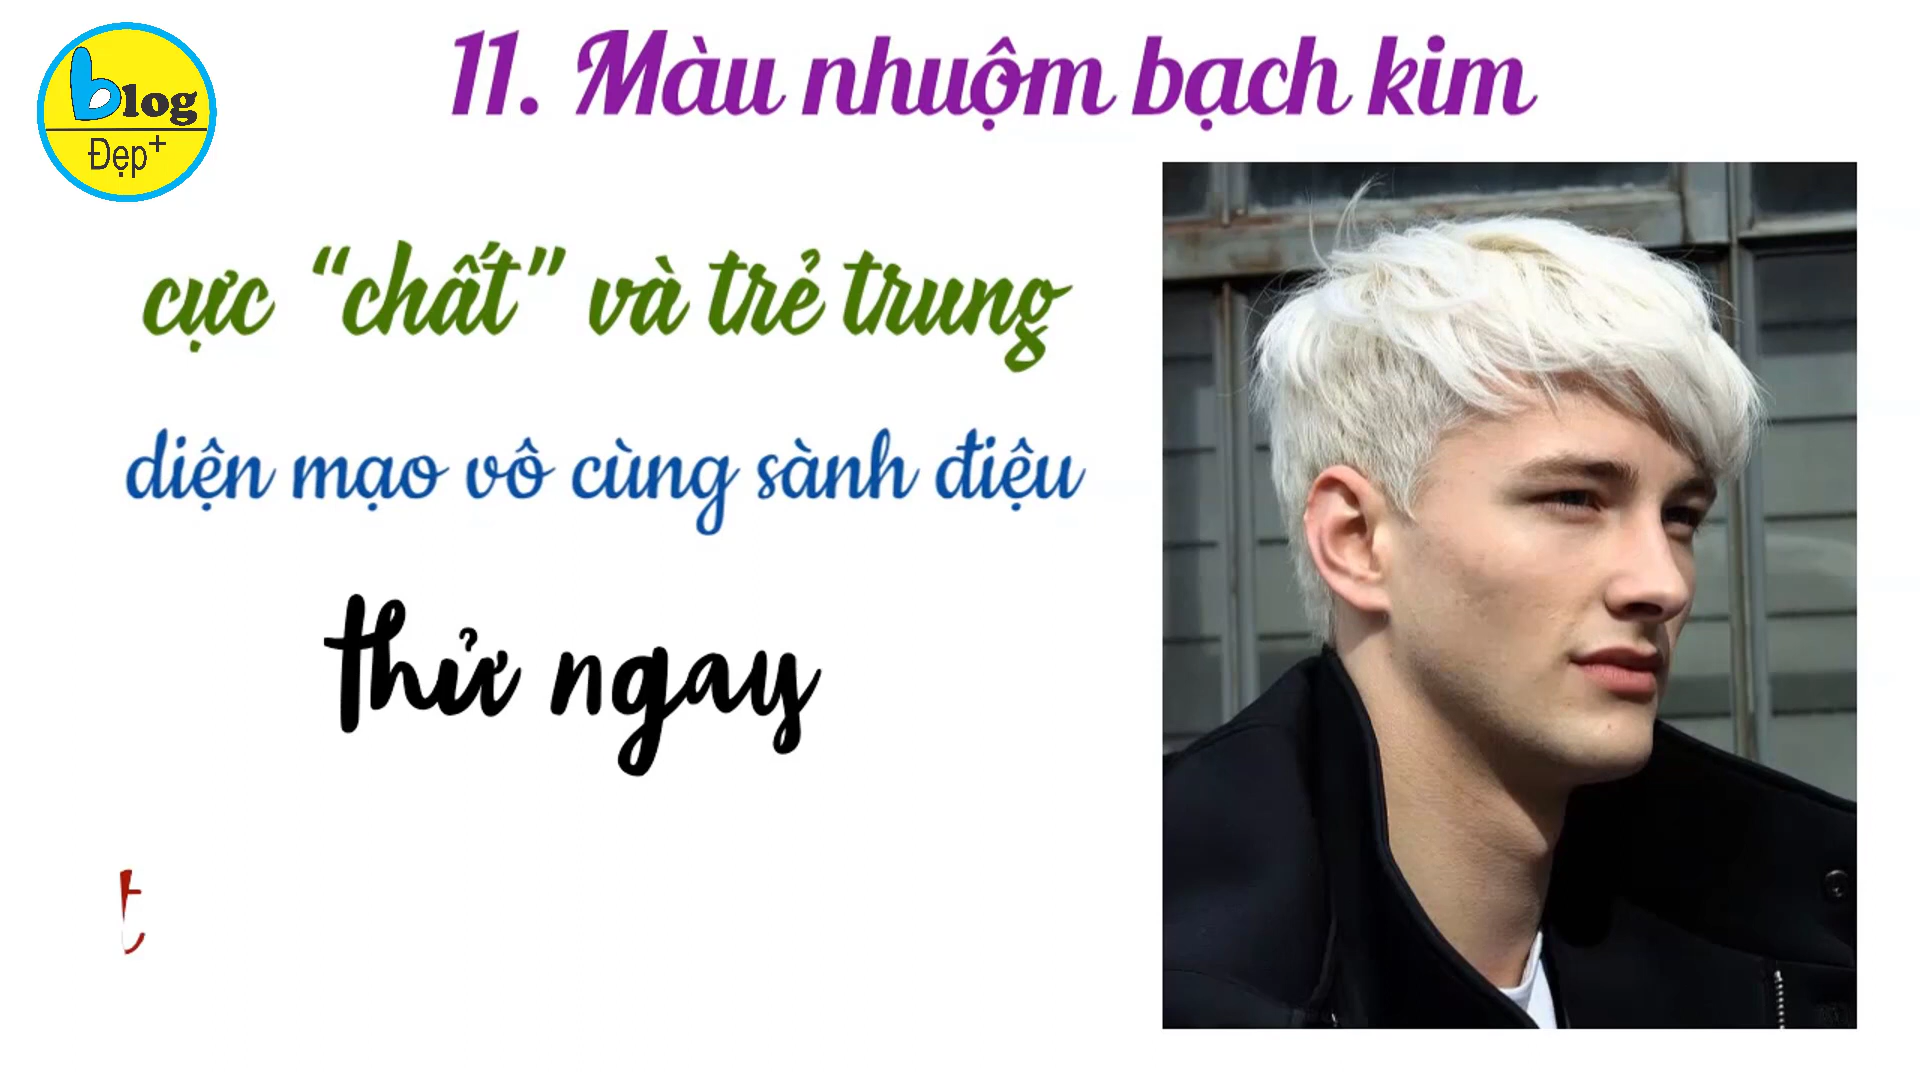 blog
Đẹp+
11. Màu nhuộm bạch kim
cực “chất” và trẻ trung
diện mạo vô cùng sành điệu
thử ngay
t